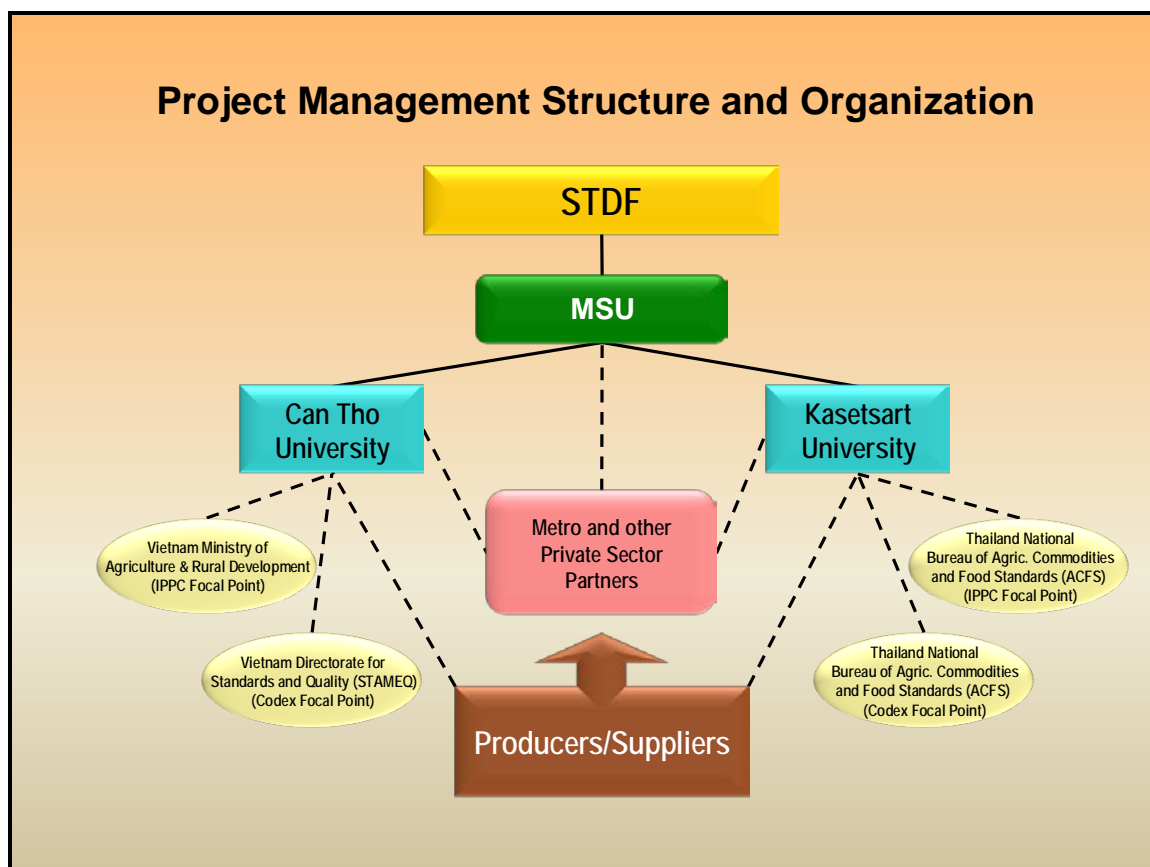 Project Management Structure and Organization
STDF
MSU
Can Tho
University
Kasetsart
University
Metro and other
Private Sector
Partners
Vietnam Ministry of
Agriculture & Rural Development
(IPPC Focal Point)
Thailand National
Bureau of Agric. Commodities
and Food Standards (ACFS)
(IPPC Focal Point)
Vietnam Directorate for
Standards and Quality (STAMEQ)
(Codex Focal Point)
Thailand National
Bureau of Agric. Commodities
and Food Standards (ACFS)
(Codex Focal Point)
Producers/Suppliers